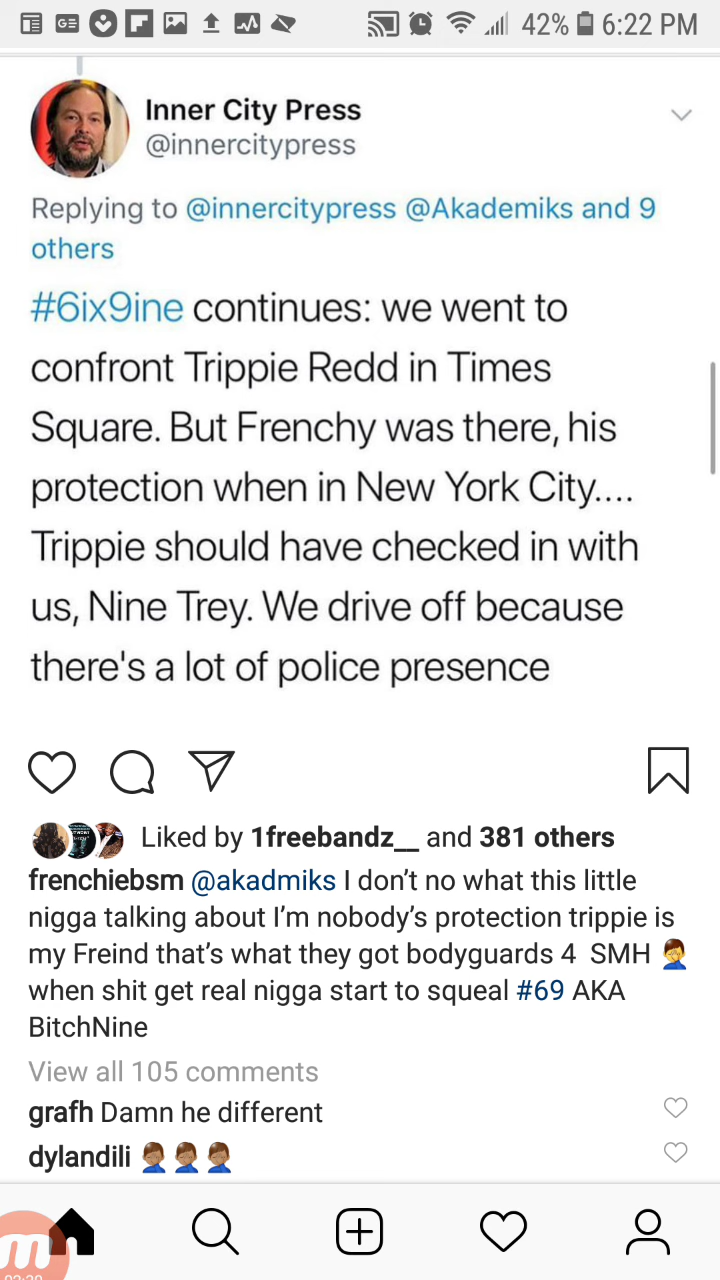 42% 6:22 PM
Inner City Press
@innercitypress
Replying to @innercitypress @Akademiks and 9
others
#6ix9ine continues: we went to
confront Trippie Redd in Times
Square. But Frenchy was there, his
protection when in New York City....
Trippie should have checked in with
us, Nine Trey. We drive off because
there's a lot of police presence
Liked by 1freebandz__ and 381 others
frenchiebsm @akadmiks I don't no what this little
nigga talking about I'm nobody's protection trippie is
my Freind that's what they got bodyguards 4 SMH 🤦
when shit get real nigga start to squeal #69 AKA
BitchNine
View all 105 comments
grafh Damn he different
dylandili 🤦🏽‍♂️🤦🏽‍♂️🤦🏽‍♂️